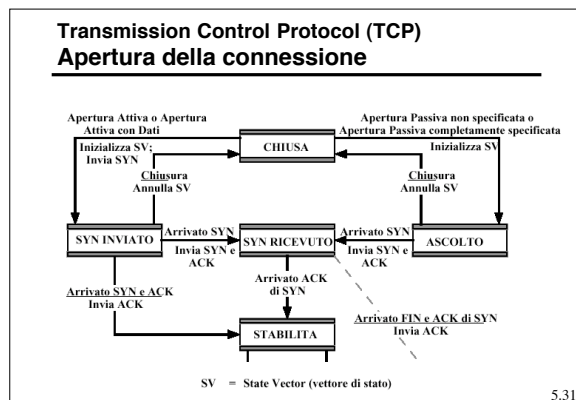 Transmission Control Protocol (TCP)
Apertura della connessione
Apertura Attiva o Apertura
Attiva con Dati
Inizializza SV;
Invia SYN
CHIUSA
Apertura Passiva non specificata o
Apertura Passiva completamente specificata
Inizializza SV
Chiusura
Annulla SV
Chiusura
Annulla SV
SYN INVIATO
Arrivato SYN
Invia SYN e
ACK
SYN RICEVUTO
Arrivato SYN
Invia SYN e
ACK
ASCOLTO
Arrivato SYN e ACK
Invia ACK
Arrivato ACK
di SYN
Arrivato FIN e ACK di SYN
Invia ACK
STABILITA
SV = State Vector (vettore di stato)
5.31